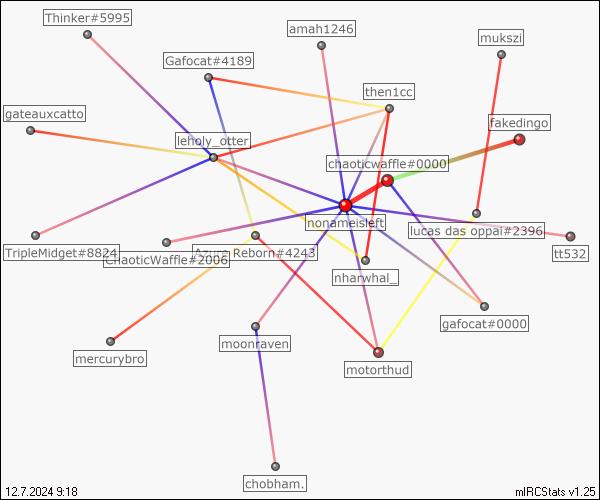 Thinker#5995
amah1246
mukszi
Gafocat#4189
then1cc
gateauxcatto
fakedingo
leholy_otter
chaoticwaffle#0000
nonameisleft
lucas das oppai#2396
TripleMidget#8824
ChaoticWaffle#2006
Azure Reborn#4243
tt532
nharwhal_
gafocat#0000
mercurybro
moonraven
motorthud
chobham.
12.7.2024 9:18
mIRCStats v1.25